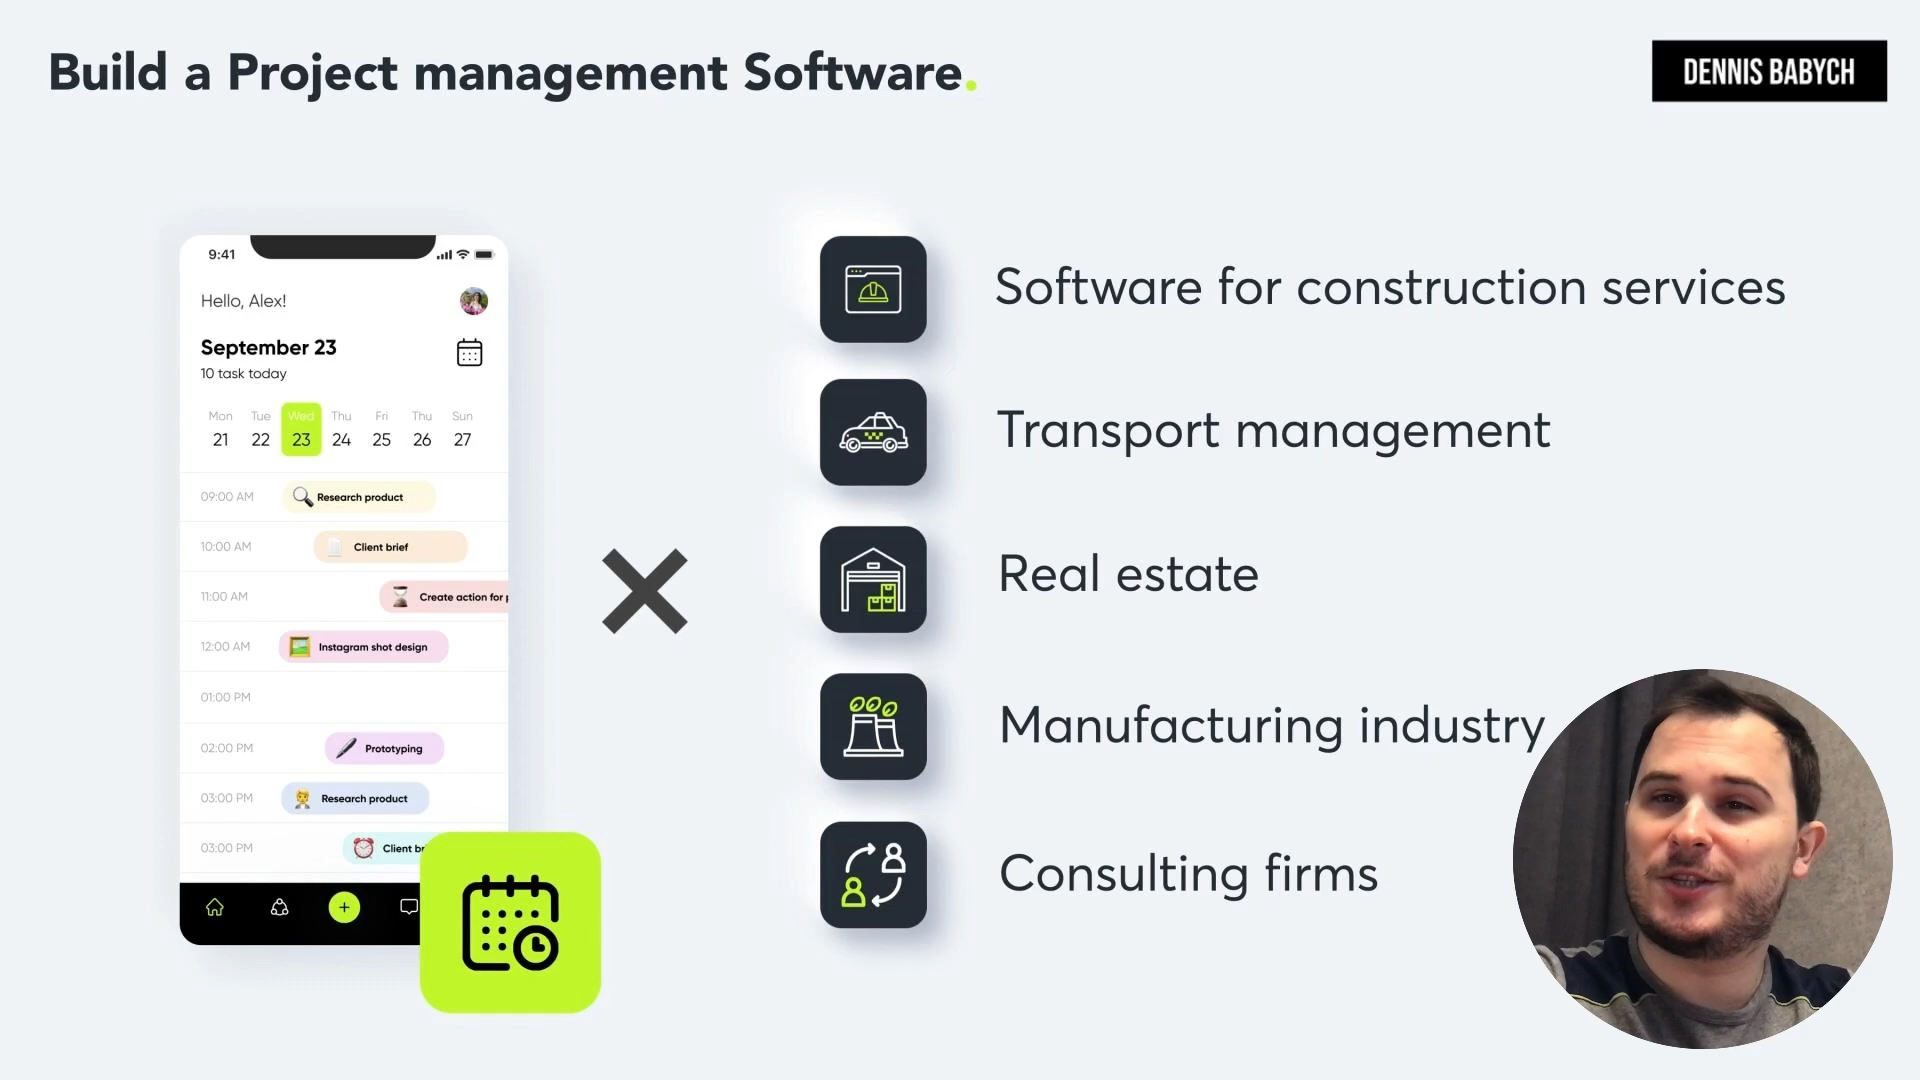 Build a Project management Software.
DENNIS BABYCH
9:41
Hello, Alex!
September 23
10 task today
Mon Tue Wed Thu Fri Thu Sun
21 22 23 24 25 26 27
09:00 AM Research product
10:00 AM Client brief
11:00 AM Create action for
12:00 AM Instagram shot design
01:00 PM
02:00 PM Prototyping
03:00 PM Research product
03:00 PM Client
Software for construction services
Transport management
Real estate
Manufacturing industry
Consulting firms